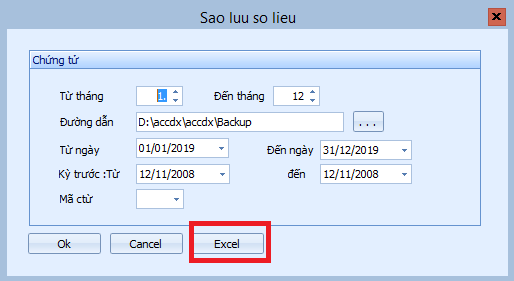 Sao luu so lieu
Chứng từ
Từ tháng 1. Đến tháng 12
Đường dẫn D:\accdx\accdx\Backup ...
Từ ngày 01/01/2019 Đến ngày 31/12/2019
Kỳ trước :Từ 12/11/2008 đến 12/11/2008
Mã ctừ
Ok Cancel Excel